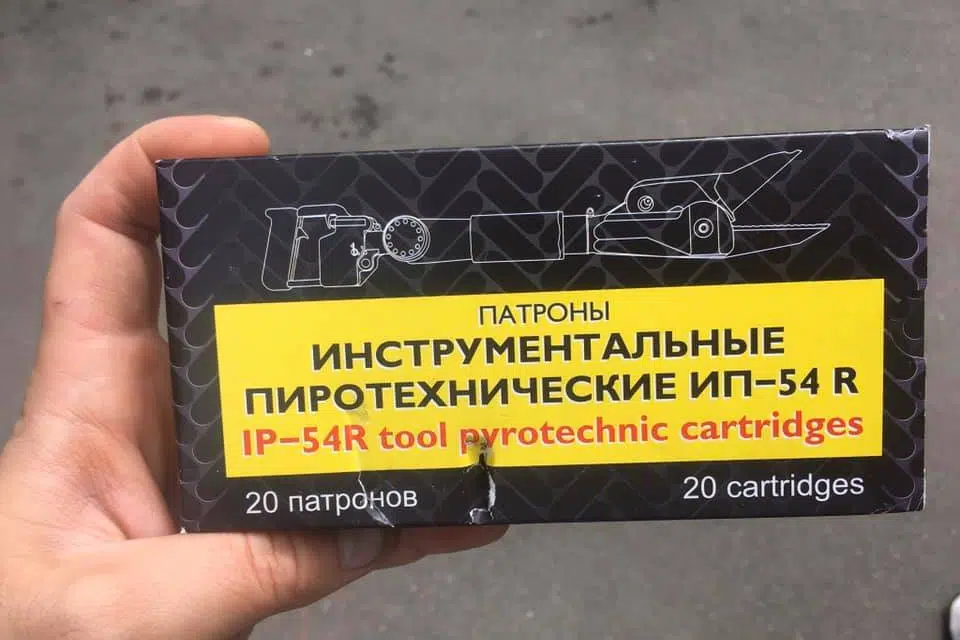 ПАТРОНЫ
ИНСТРУМЕНТАЛЬНЫЕ
ПИРОТЕХНИЧЕСКИЕ ИП–54 R
IP–54R tool pyrotechnic cartridges
20 патронов
20 cartridges